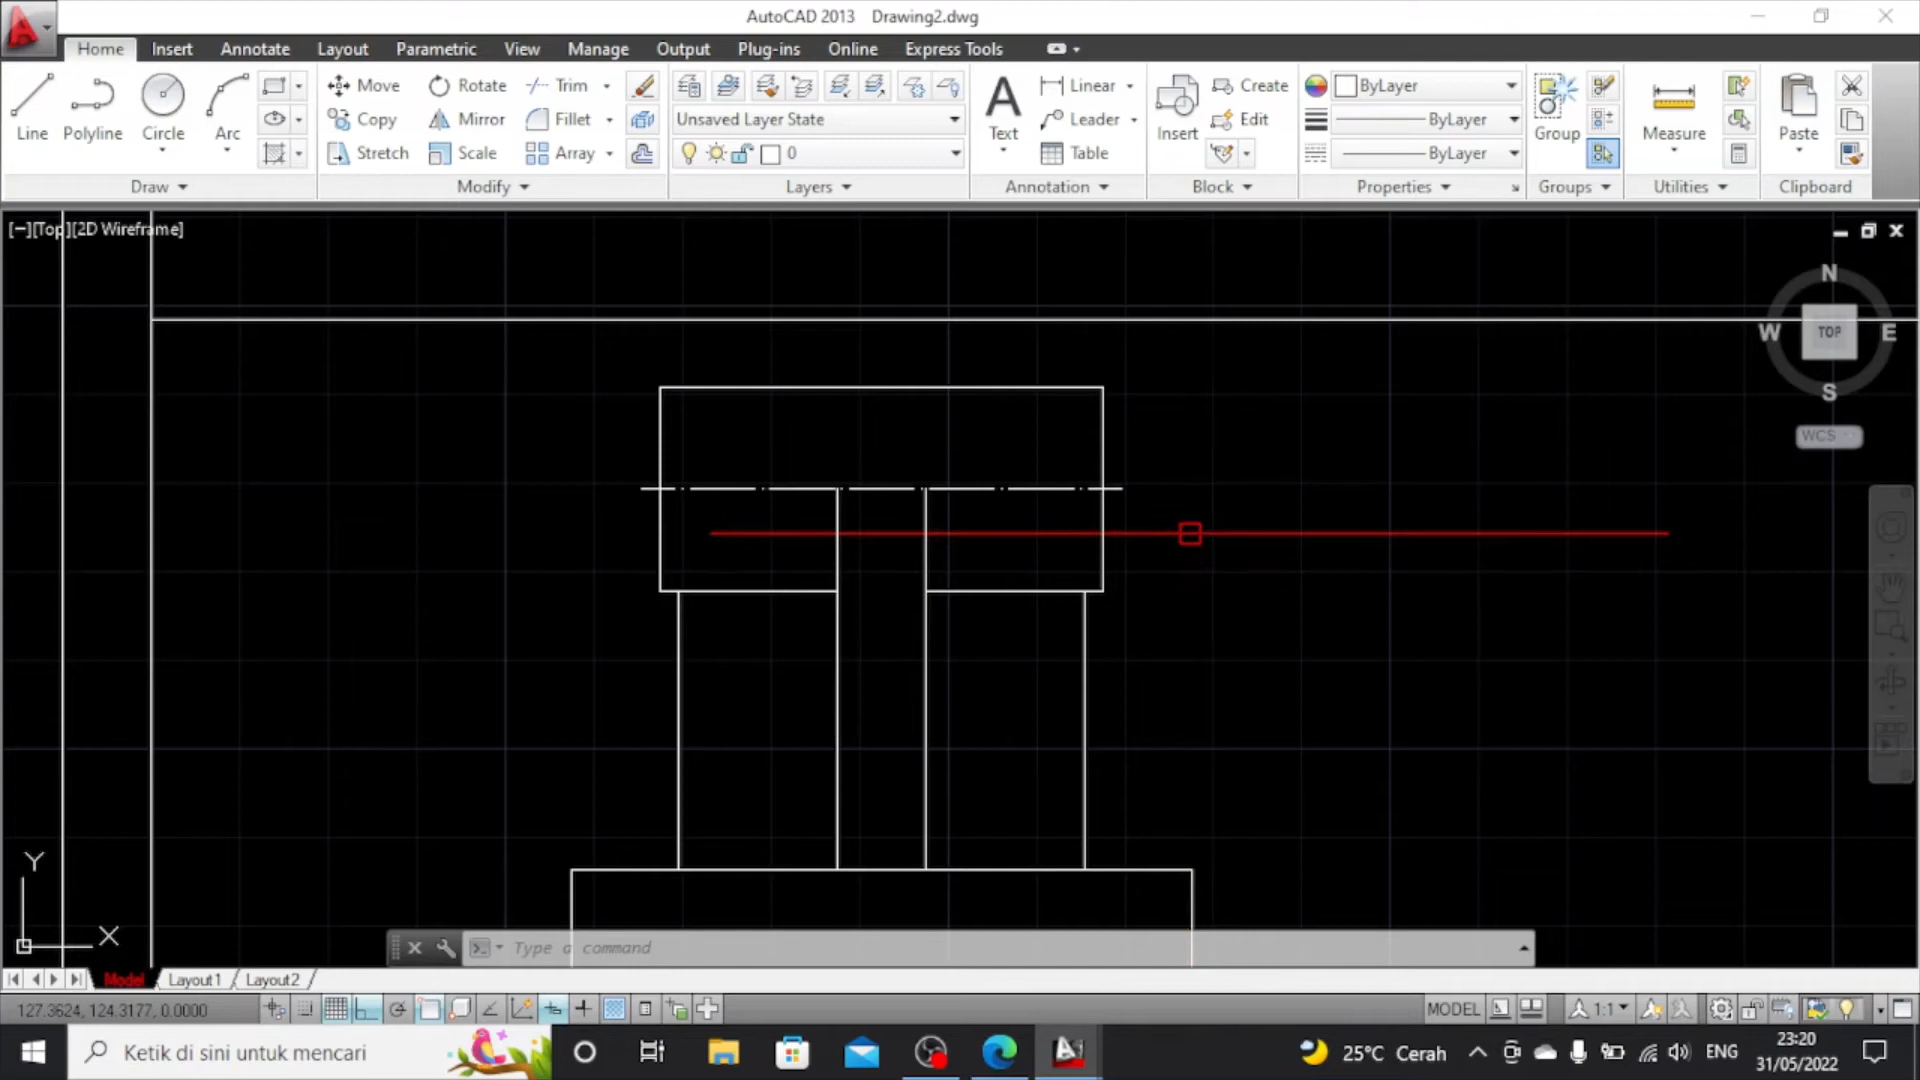 AutoCAD 2013 Drawing2.dwg
Home Insert Annotate Layout Parametric View Manage Output Plug-ins Online Express Tools
Line Polyline Circle Arc
Move Rotate Trim
Copy Mirror Fillet
Stretch Scale Array
Unsaved Layer State
0
Text
Linear
Leader
Table
Insert
Create
Edit
ByLayer
ByLayer
ByLayer
Group
Measure
Paste
Draw Modify Layers Annotation Block Properties Groups Utilities Clipboard
[−][Top][2D Wireframe]
N
W TOP E
S
WCS
Y
X
Type a command
Model Layout1 Layout2
127.3624, 124.3177, 0.0000
MODEL 1:1
Ketik di sini untuk mencari
25°C Cerah
ENG
23:20
31/05/2022